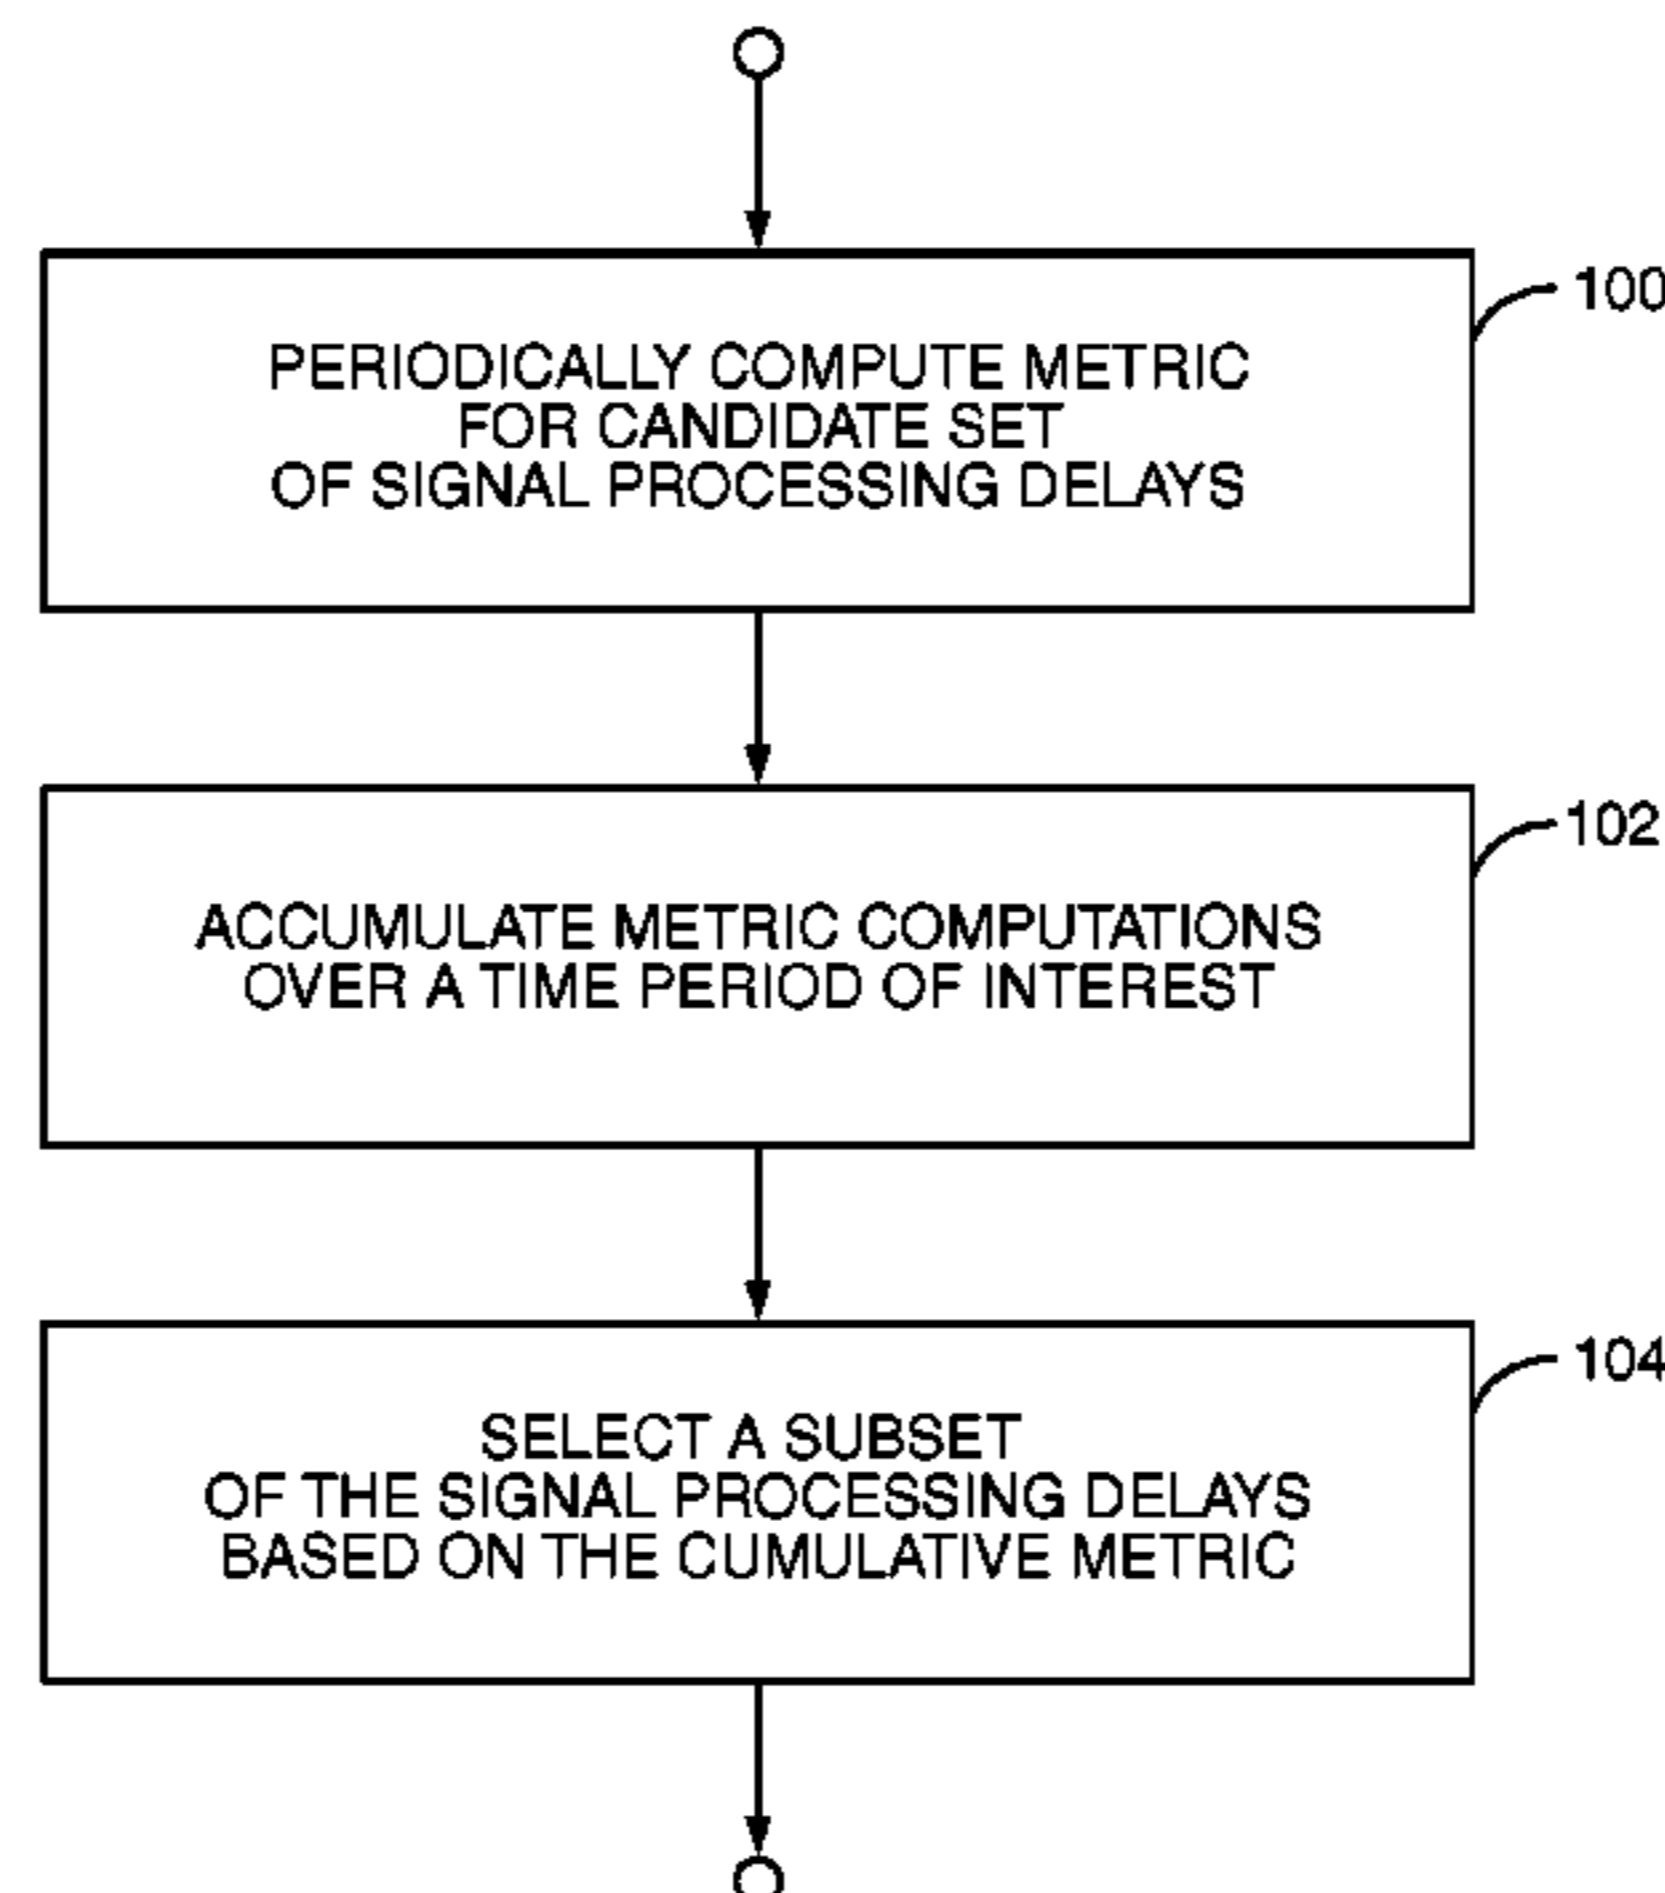 100
PERIODICALLY COMPUTE METRIC
FOR CANDIDATE SET
OF SIGNAL PROCESSING DELAYS
102
ACCUMULATE METRIC COMPUTATIONS
OVER A TIME PERIOD OF INTEREST
104
SELECT A SUBSET
OF THE SIGNAL PROCESSING DELAYS
BASED ON THE CUMULATIVE METRIC